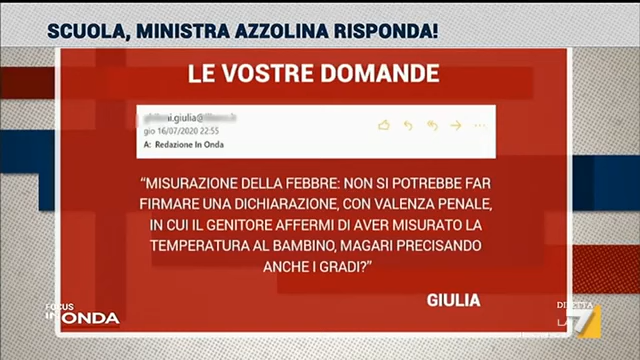 SCUOLA, MINISTRA AZZOLINA RISPONDA!
LE VOSTRE DOMANDE
gio 16/07/2020 22:55
A: Redazione In Onda
“MISURAZIONE DELLA FEBBRE: NON SI POTREBBE FAR
FIRMARE UNA DICHIARAZIONE, CON VALENZA PENALE,
IN CUI IL GENITORE AFFERMI DI AVER MISURATO LA
TEMPERATURA AL BAMBINO, MAGARI PRECISANDO
ANCHE I GRADI?”
GIULIA
FOCUS
IN ONDA
DIRETTA
LA7